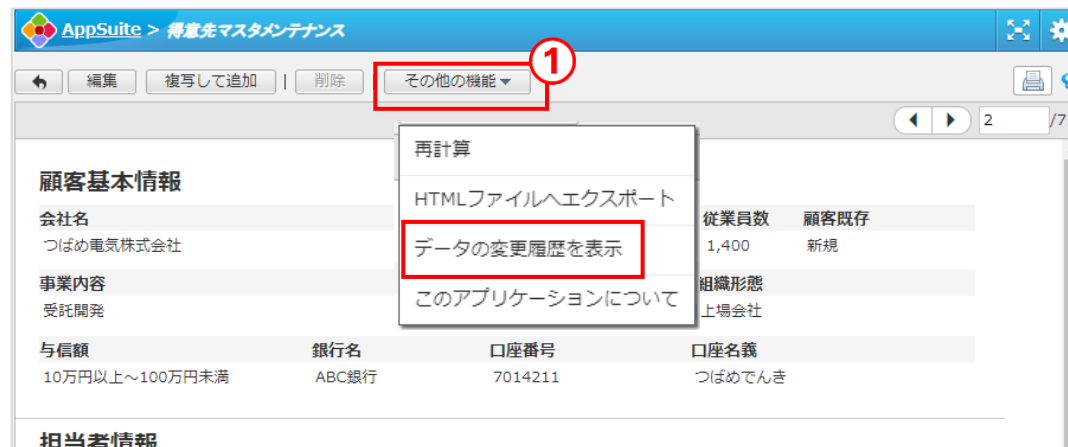 AppSuite > 得意先マスタメンテナンス
1
編集 複写して追加 | 削除 | その他の機能▼
2 /7
再計算
HTMLファイルへエクスポート
データの変更履歴を表示
このアプリケーションについて
顧客基本情報
会社名 従業員数 顧客既存
つばめ電気株式会社 1,400 新規
事業内容 組織形態
受託開発 上場会社
与信額 銀行名 口座番号 口座名義
10万円以上~100万円未満 ABC銀行 7014211 つばめでんき
担当者情報